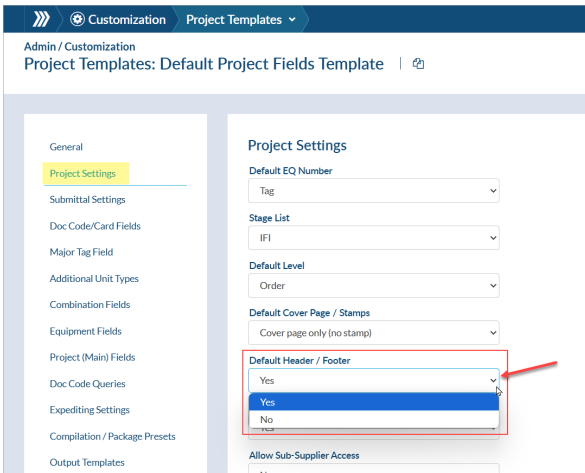 Customization
Project Templates
Admin / Customization
Project Templates: Default Project Fields Template
General
Project Settings
Submittal Settings
Doc Code/Card Fields
Major Tag Field
Additional Unit Types
Combination Fields
Equipment Fields
Project (Main) Fields
Doc Code Queries
Expediting Settings
Compilation / Package Presets
Output Templates
Project Settings
Default EQ Number
Tag
Stage List
IFI
Default Level
Order
Default Cover Page / Stamps
Cover page only (no stamp)
Default Header / Footer
Yes
Yes
No
Allow Sub-Supplier Access